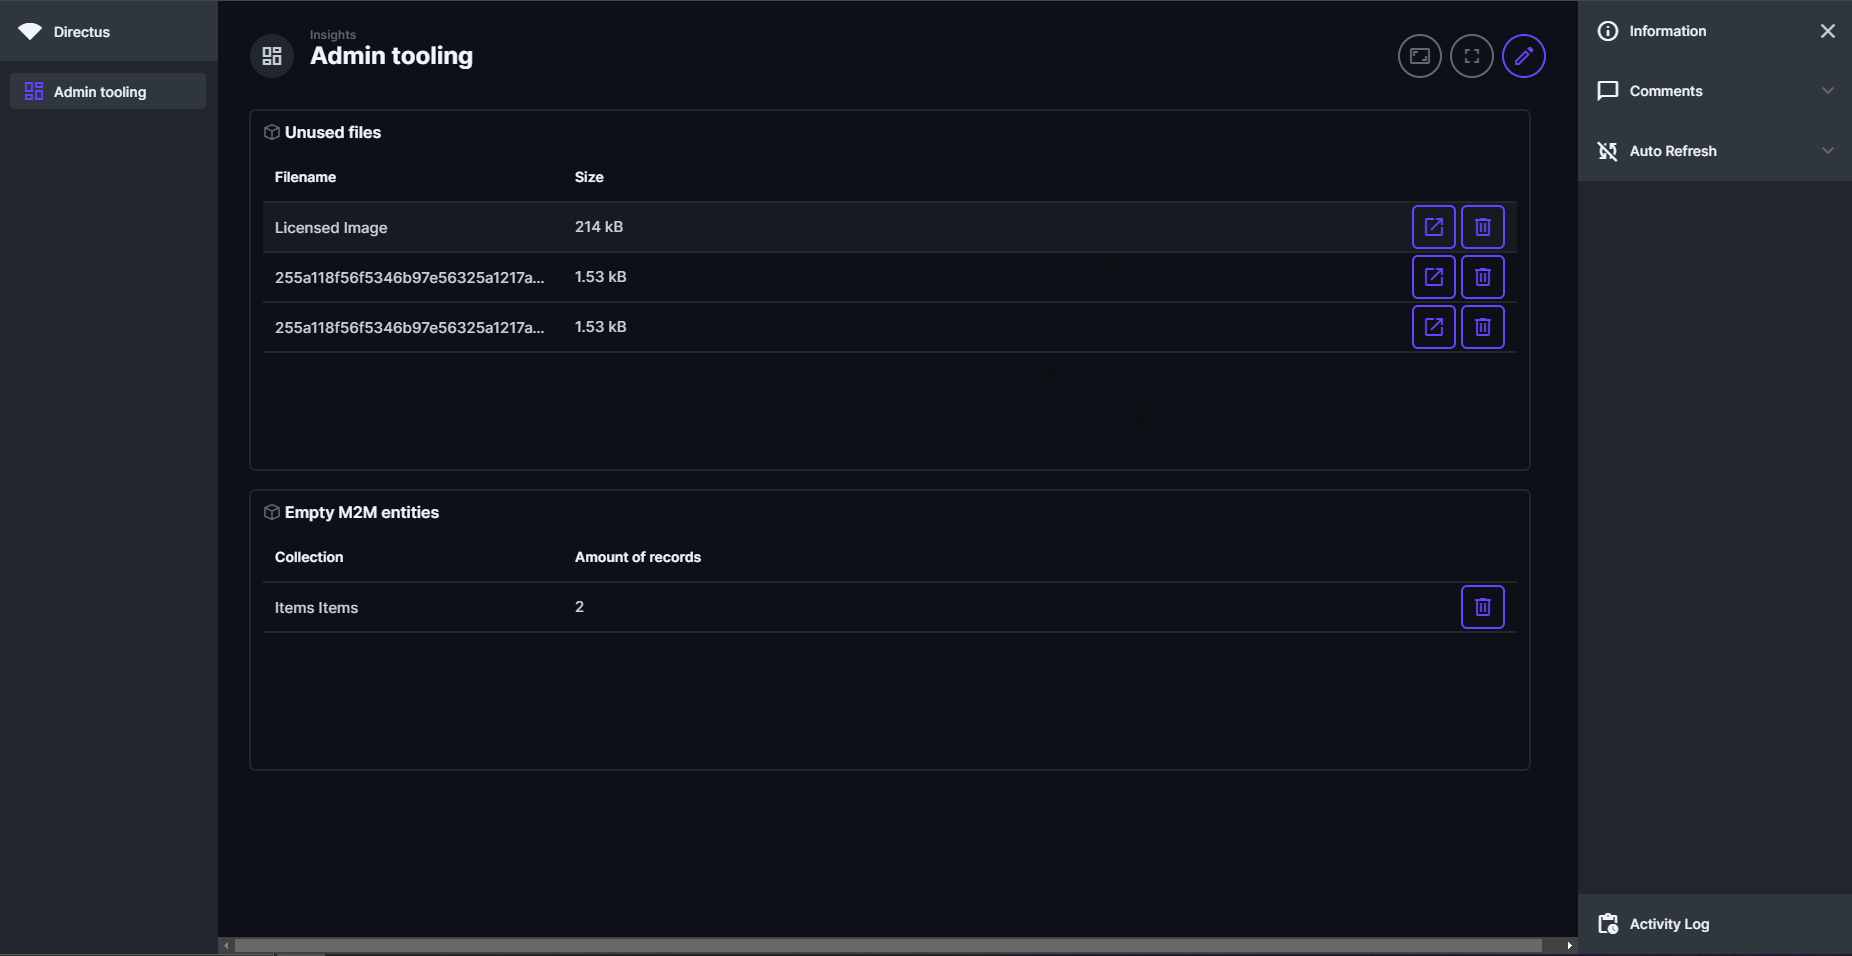 Directus
Admin tooling
Insights
Admin tooling
Unused files
Filename Size
Licensed Image 214 kB
255a118f56f5346b97e56325a1217a... 1.53 kB
255a118f56f5346b97e56325a1217a... 1.53 kB
Empty M2M entities
Collection Amount of records
Items Items 2
Information
Comments
Auto Refresh
Activity Log